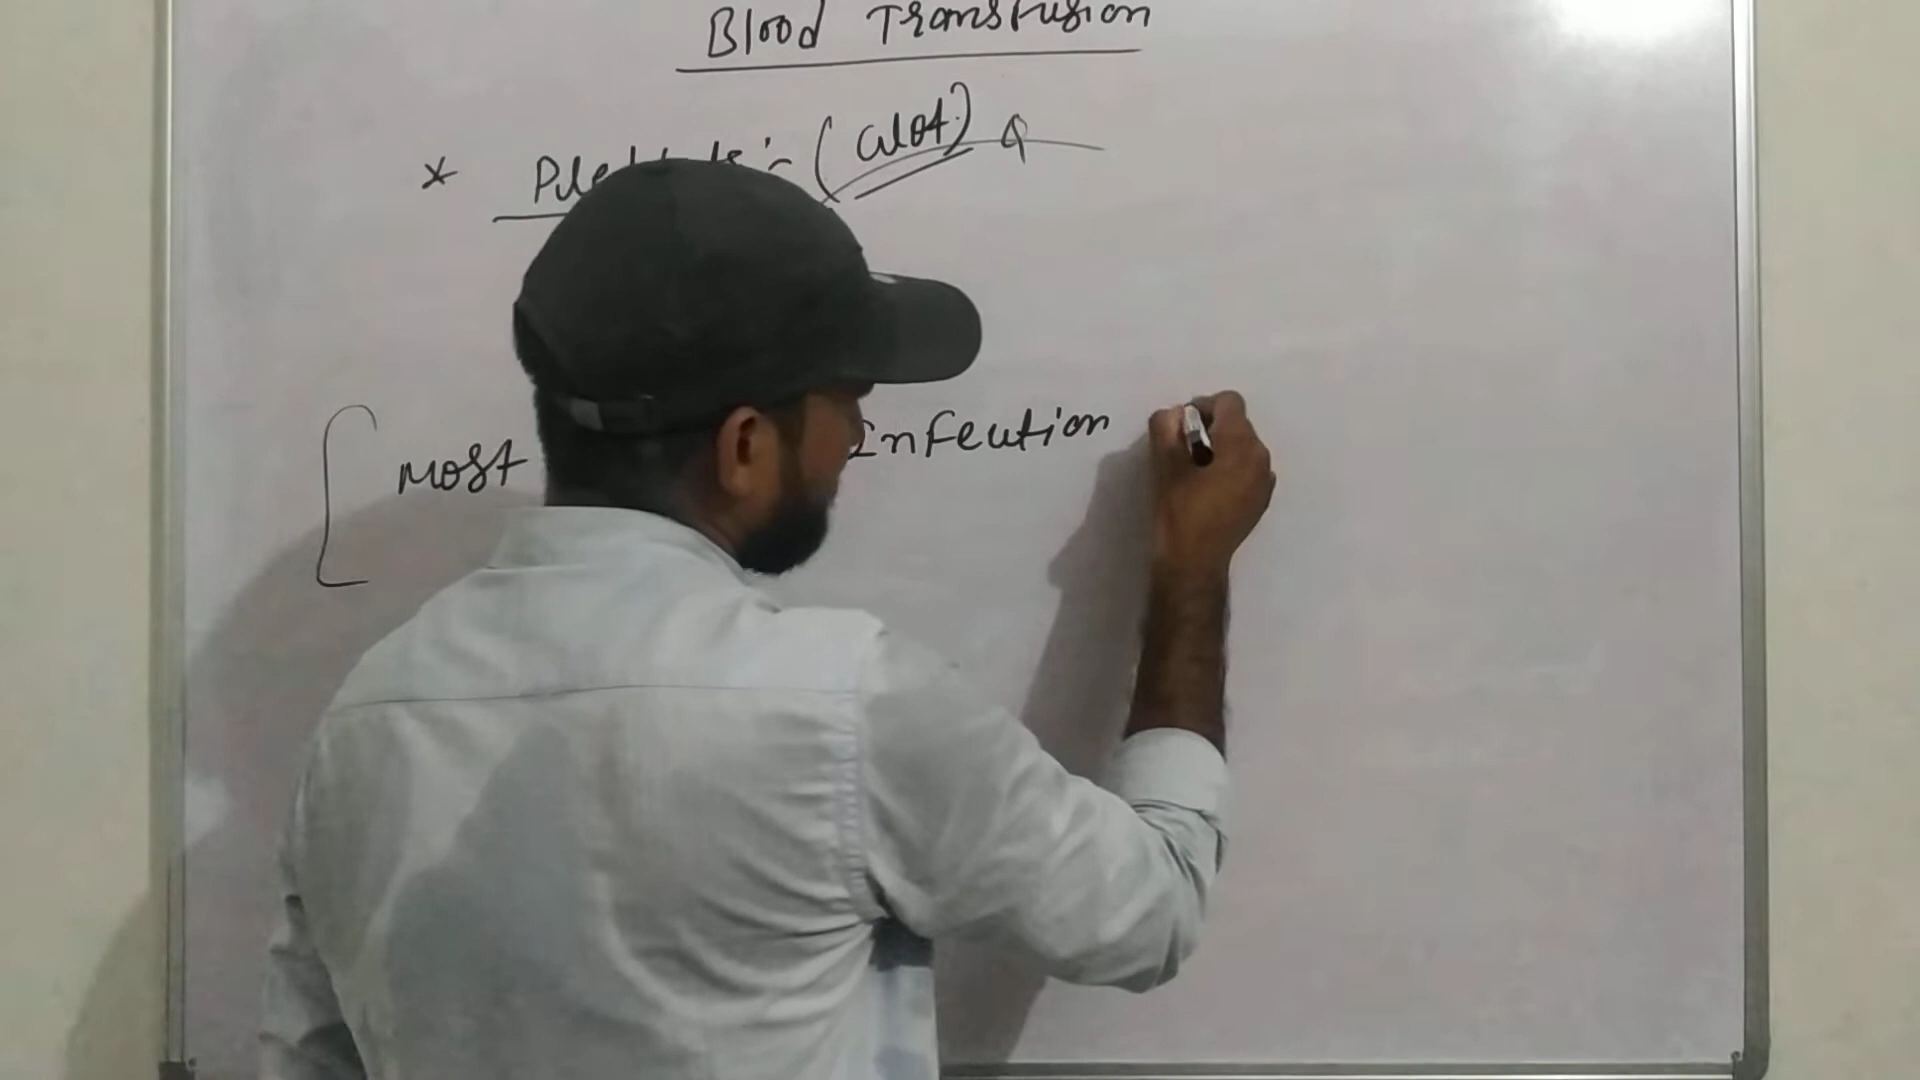 Blood Transfusion
* :- (Clot)
[ most Infection